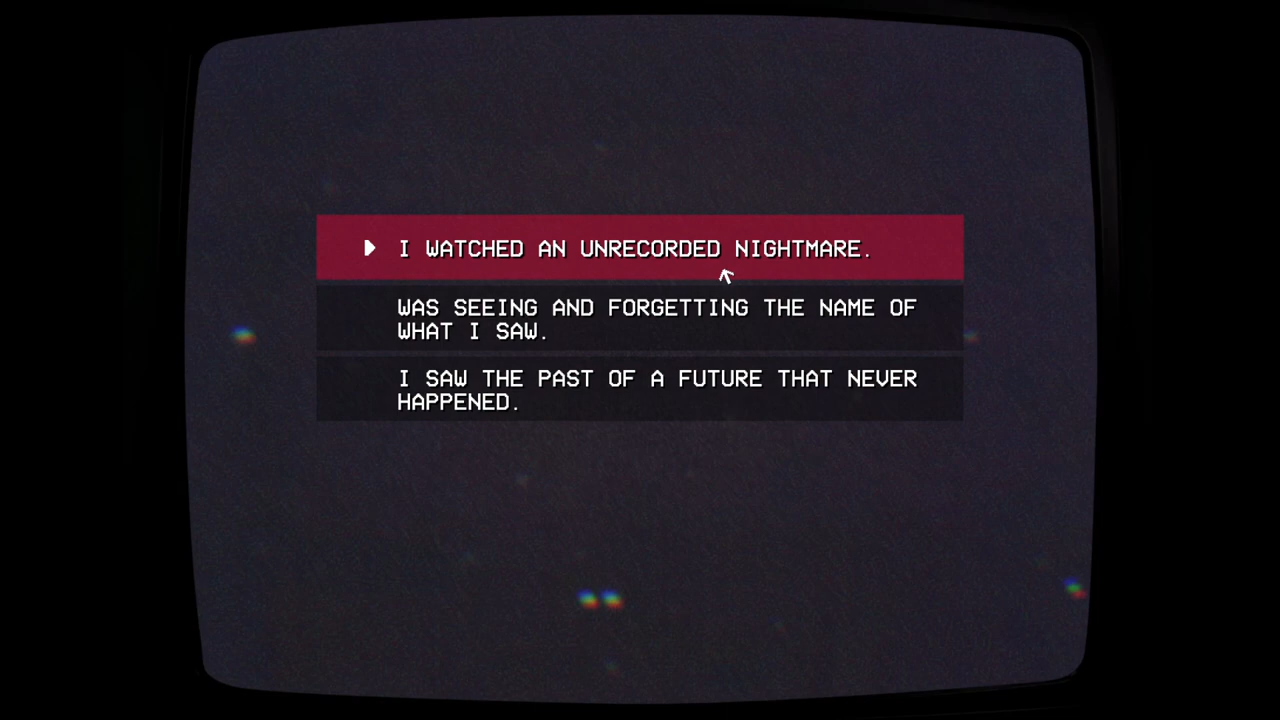 I WATCHED AN UNRECORDED NIGHTMARE.
WAS SEEING AND FORGETTING THE NAME OF
WHAT I SAW.
I SAW THE PAST OF A FUTURE THAT NEVER
HAPPENED.